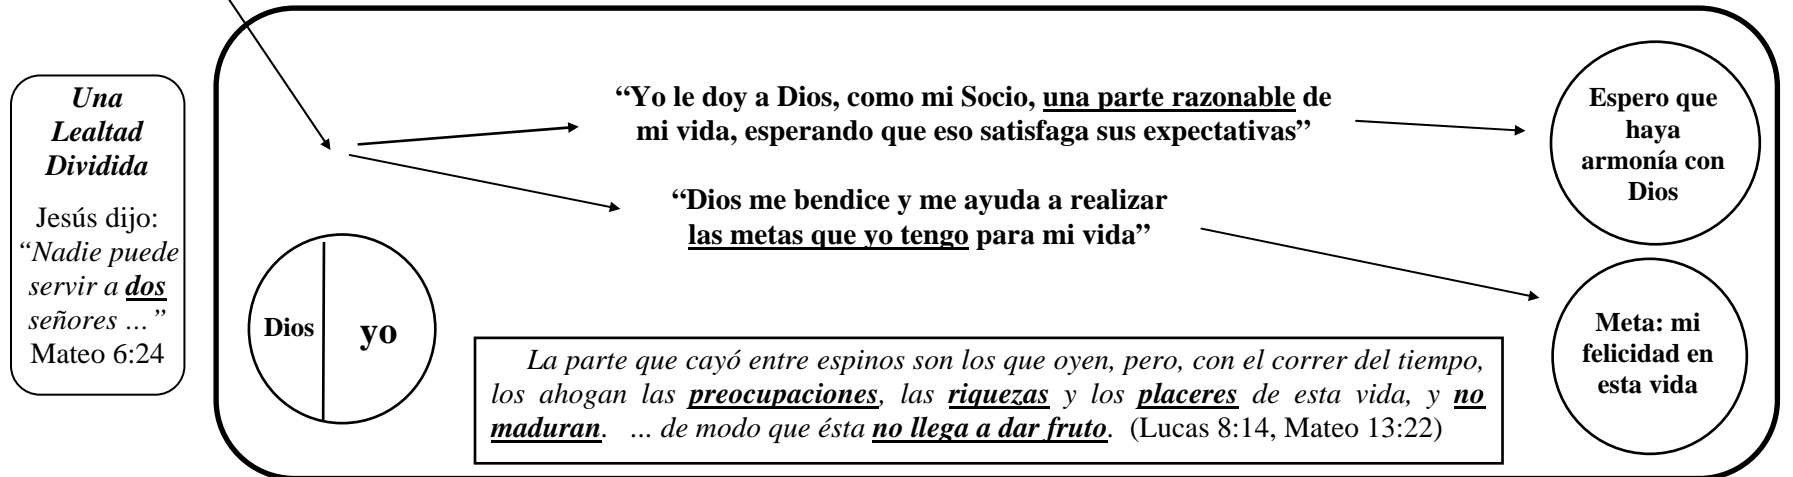 Una
Lealtad
Dividida
Jesús dijo:
“Nadie puede
servir a dos
señores ...”
Mateo 6:24
“Yo le doy a Dios, como mi Socio, una parte razonable de
mi vida, esperando que eso satisfaga sus expectativas”
“Dios me bendice y me ayuda a realizar
las metas que yo tengo para mi vida”
Espero que
haya
armonía con
Dios
Dios
yo
Meta: mi
felicidad en
esta vida
La parte que cayó entre espinos son los que oyen, pero, con el correr del tiempo,
los ahogan las preocupaciones, las riquezas y los placeres de esta vida, y no
maduran. ... de modo que ésta no llega a dar fruto. (Lucas 8:14, Mateo 13:22)